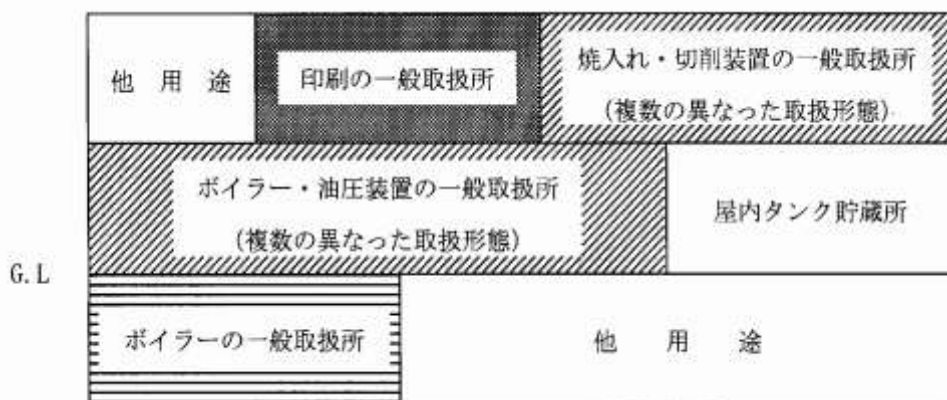 他 用 途
印刷の一般取扱所
焼入れ・切削装置の一般取扱所
(複数の異なった取扱形態)
ボイラー・油圧装置の一般取扱所
(複数の異なった取扱形態)
屋内タンク貯蔵所
G.L
ボイラーの一般取扱所
他 用 途